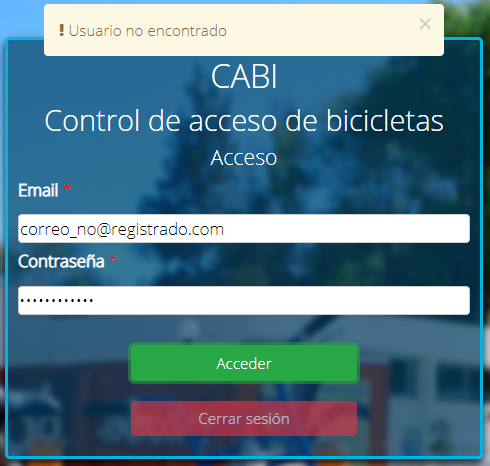 ! Usuario no encontrado ×
CABI
Control de acceso de bicicletas
Acceso
Email *
correo_no@registrado.com
Contraseña *
••••••••••••
Acceder
Cerrar sesión